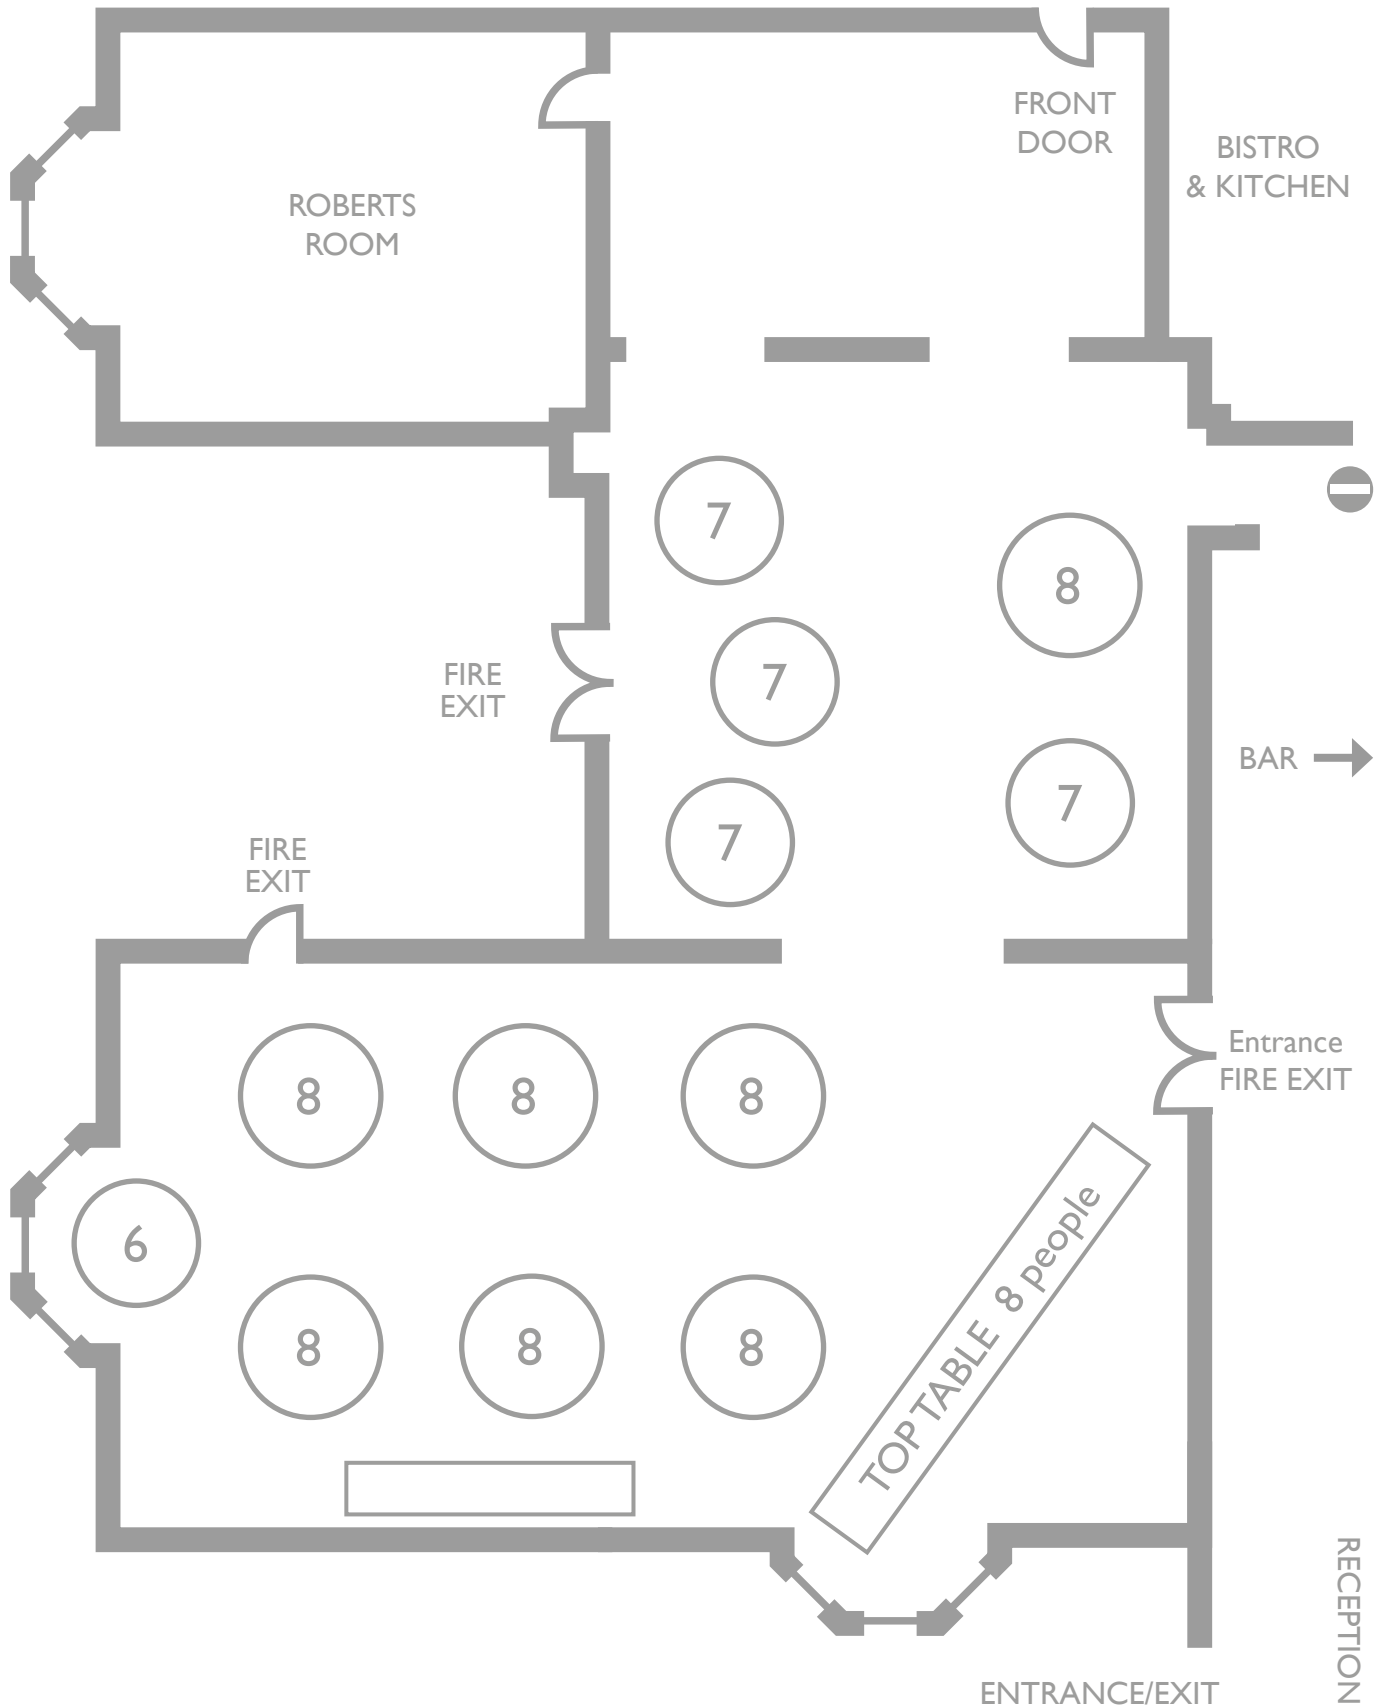 FRONT
DOOR
BISTRO
& KITCHEN
ROBERTS
ROOM
7
8
7
FIRE
EXIT
BAR
7
7
FIRE
EXIT
Entrance
FIRE EXIT
8
8
8
6
8
8
8
TOP TABLE 8 people
RECEPTION
ENTRANCE/EXIT